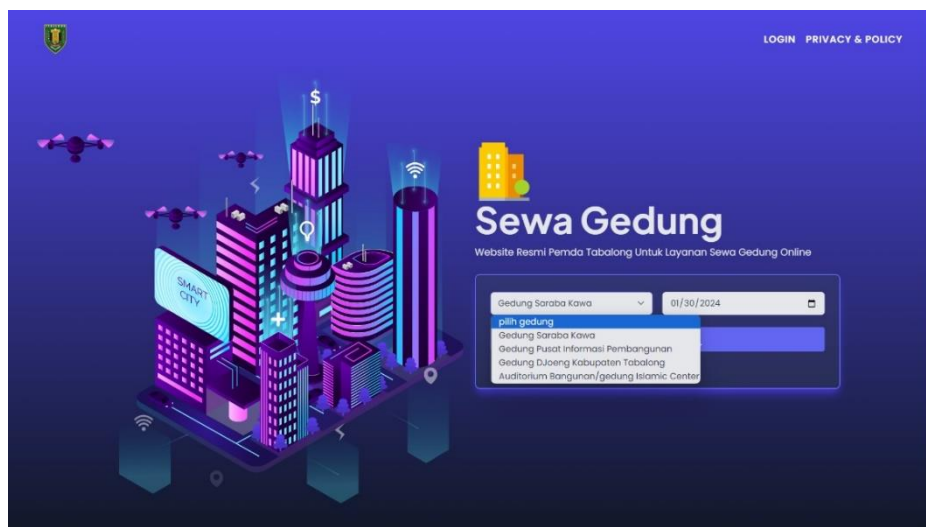 LOGIN PRIVACY & POLICY
$
SMART
CITY
Sewa Gedung
Website Resmi Pemda Tabalong Untuk Layanan Sewa Gedung Online
Gedung Saraba Kawa
01/30/2024
pilih gedung
Gedung Saraba Kawa
Gedung Pusat Informasi Pembangunan
Gedung DJoeng Kabupaten Tabalong
Auditorium Bangunan/gedung Islamic Center